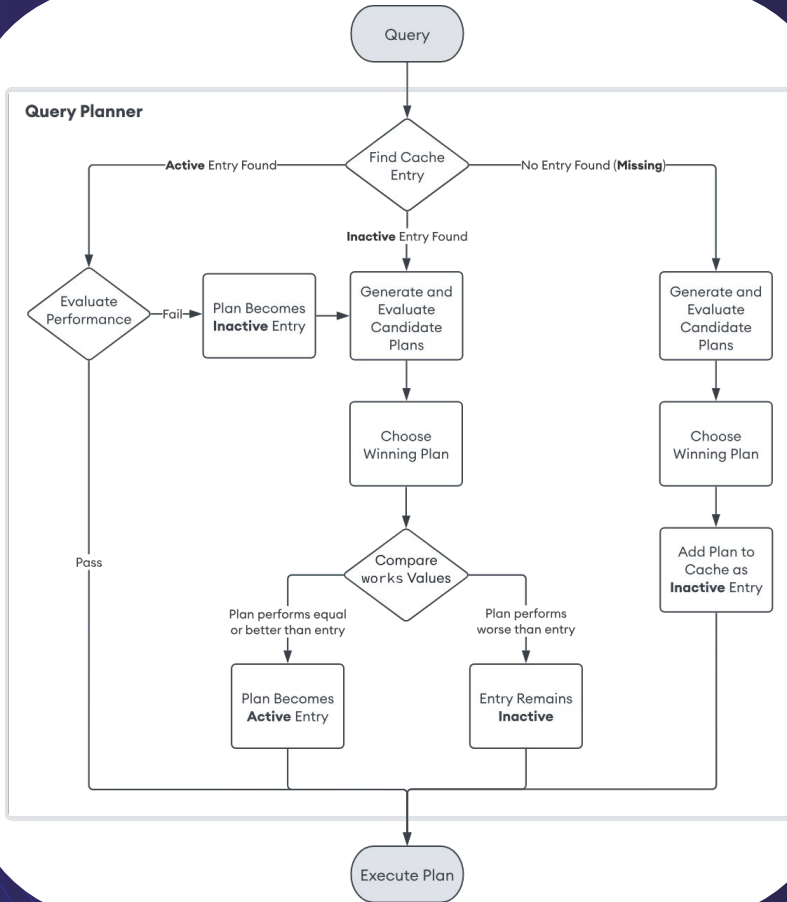 Query
Query Planner
Find Cache
Entry
Active Entry Found
No Entry Found (Missing)
Inactive Entry Found
Evaluate
Performance
Fail
Plan Becomes
Inactive Entry
Generate and
Evaluate
Candidate
Plans
Generate and
Evaluate
Candidate
Plans
Choose
Winning Plan
Choose
Winning Plan
Pass
Compare
works Values
Add Plan to
Cache as
Inactive Entry
Plan performs equal
or better than entry
Plan performs
worse than entry
Plan Becomes
Active Entry
Entry Remains
Inactive
Execute Plan